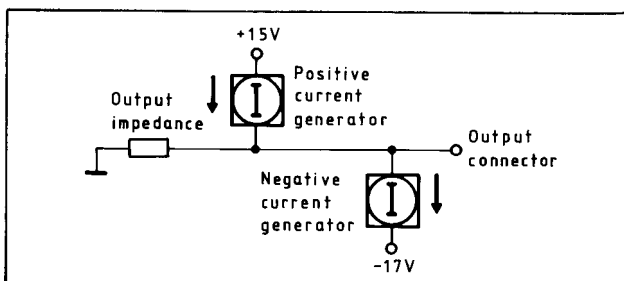 +15V
Positive
current
generator
Output
impedance
Output
connector
Negative
current
generator
-17V